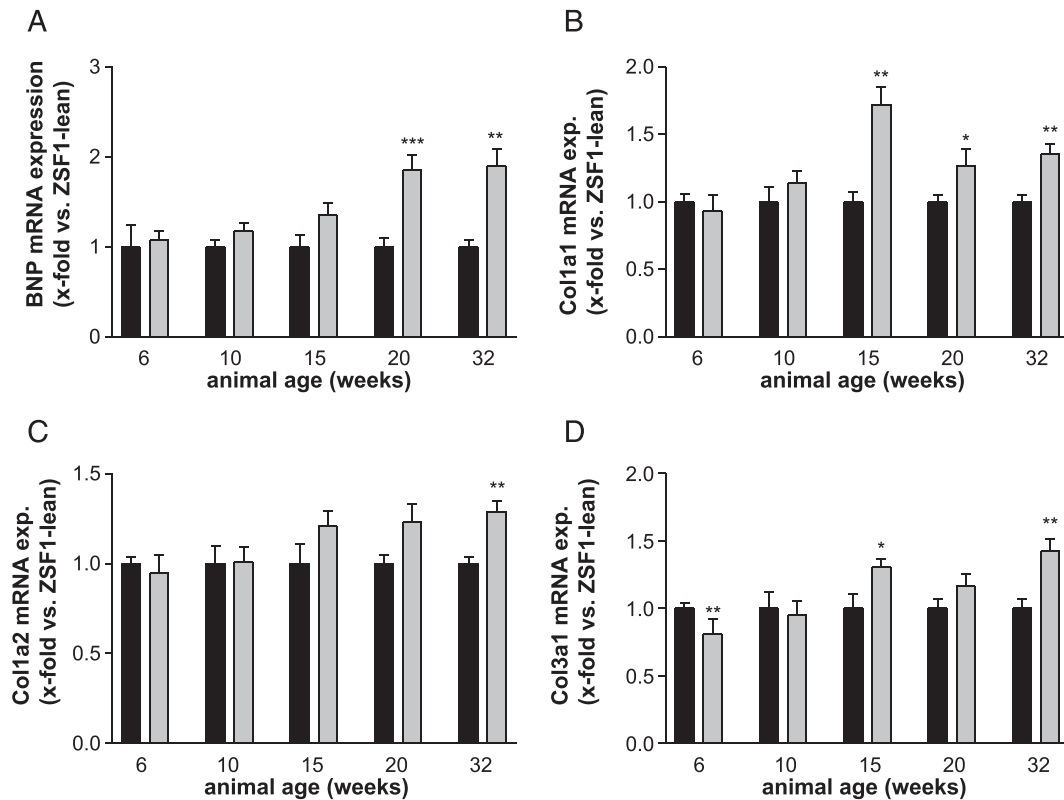 A
BNP mRNA expression
(x-fold vs. ZSF1-lean)
3
2
1
0
***
**
6 10 15 20 32
animal age (weeks)
B
Col1a1 mRNA exp.
(x-fold vs. ZSF1-lean)
2.0
1.5
1.0
0.5
0.0
**
*
**
6 10 15 20 32
animal age (weeks)
C
Col1a2 mRNA exp.
(x-fold vs. ZSF1-lean)
1.5
1.0
0.5
0.0
**
6 10 15 20 32
animal age (weeks)
D
Col3a1 mRNA exp.
(x-fold vs. ZSF1-lean)
2.0
1.5
1.0
0.5
0.0
**
*
**
6 10 15 20 32
animal age (weeks)